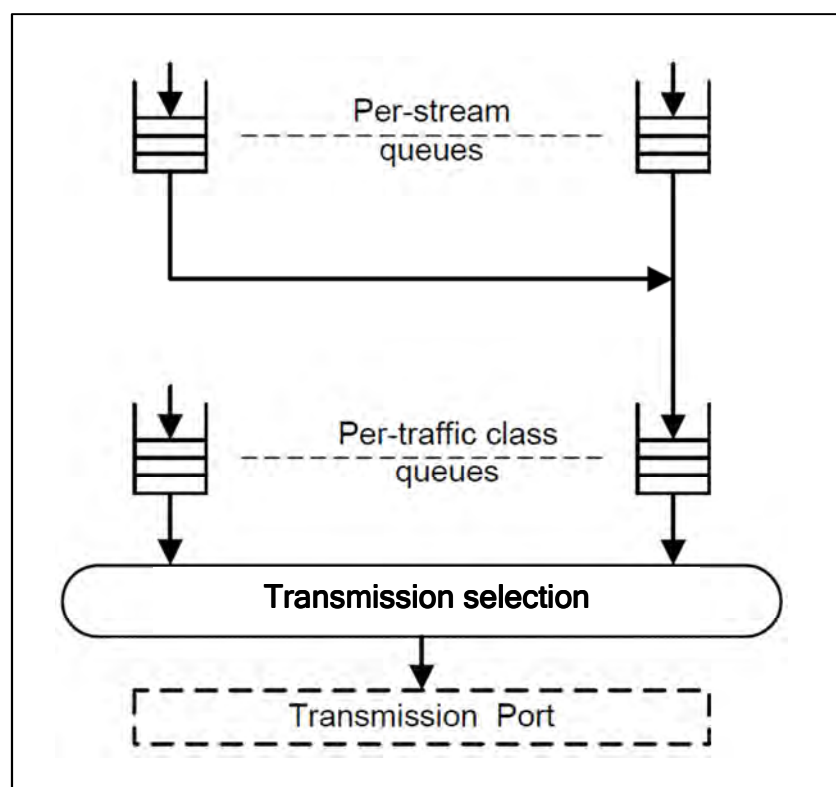 Per-stream
queues
Per-traffic class
queues
Transmission selection
Transmission Port